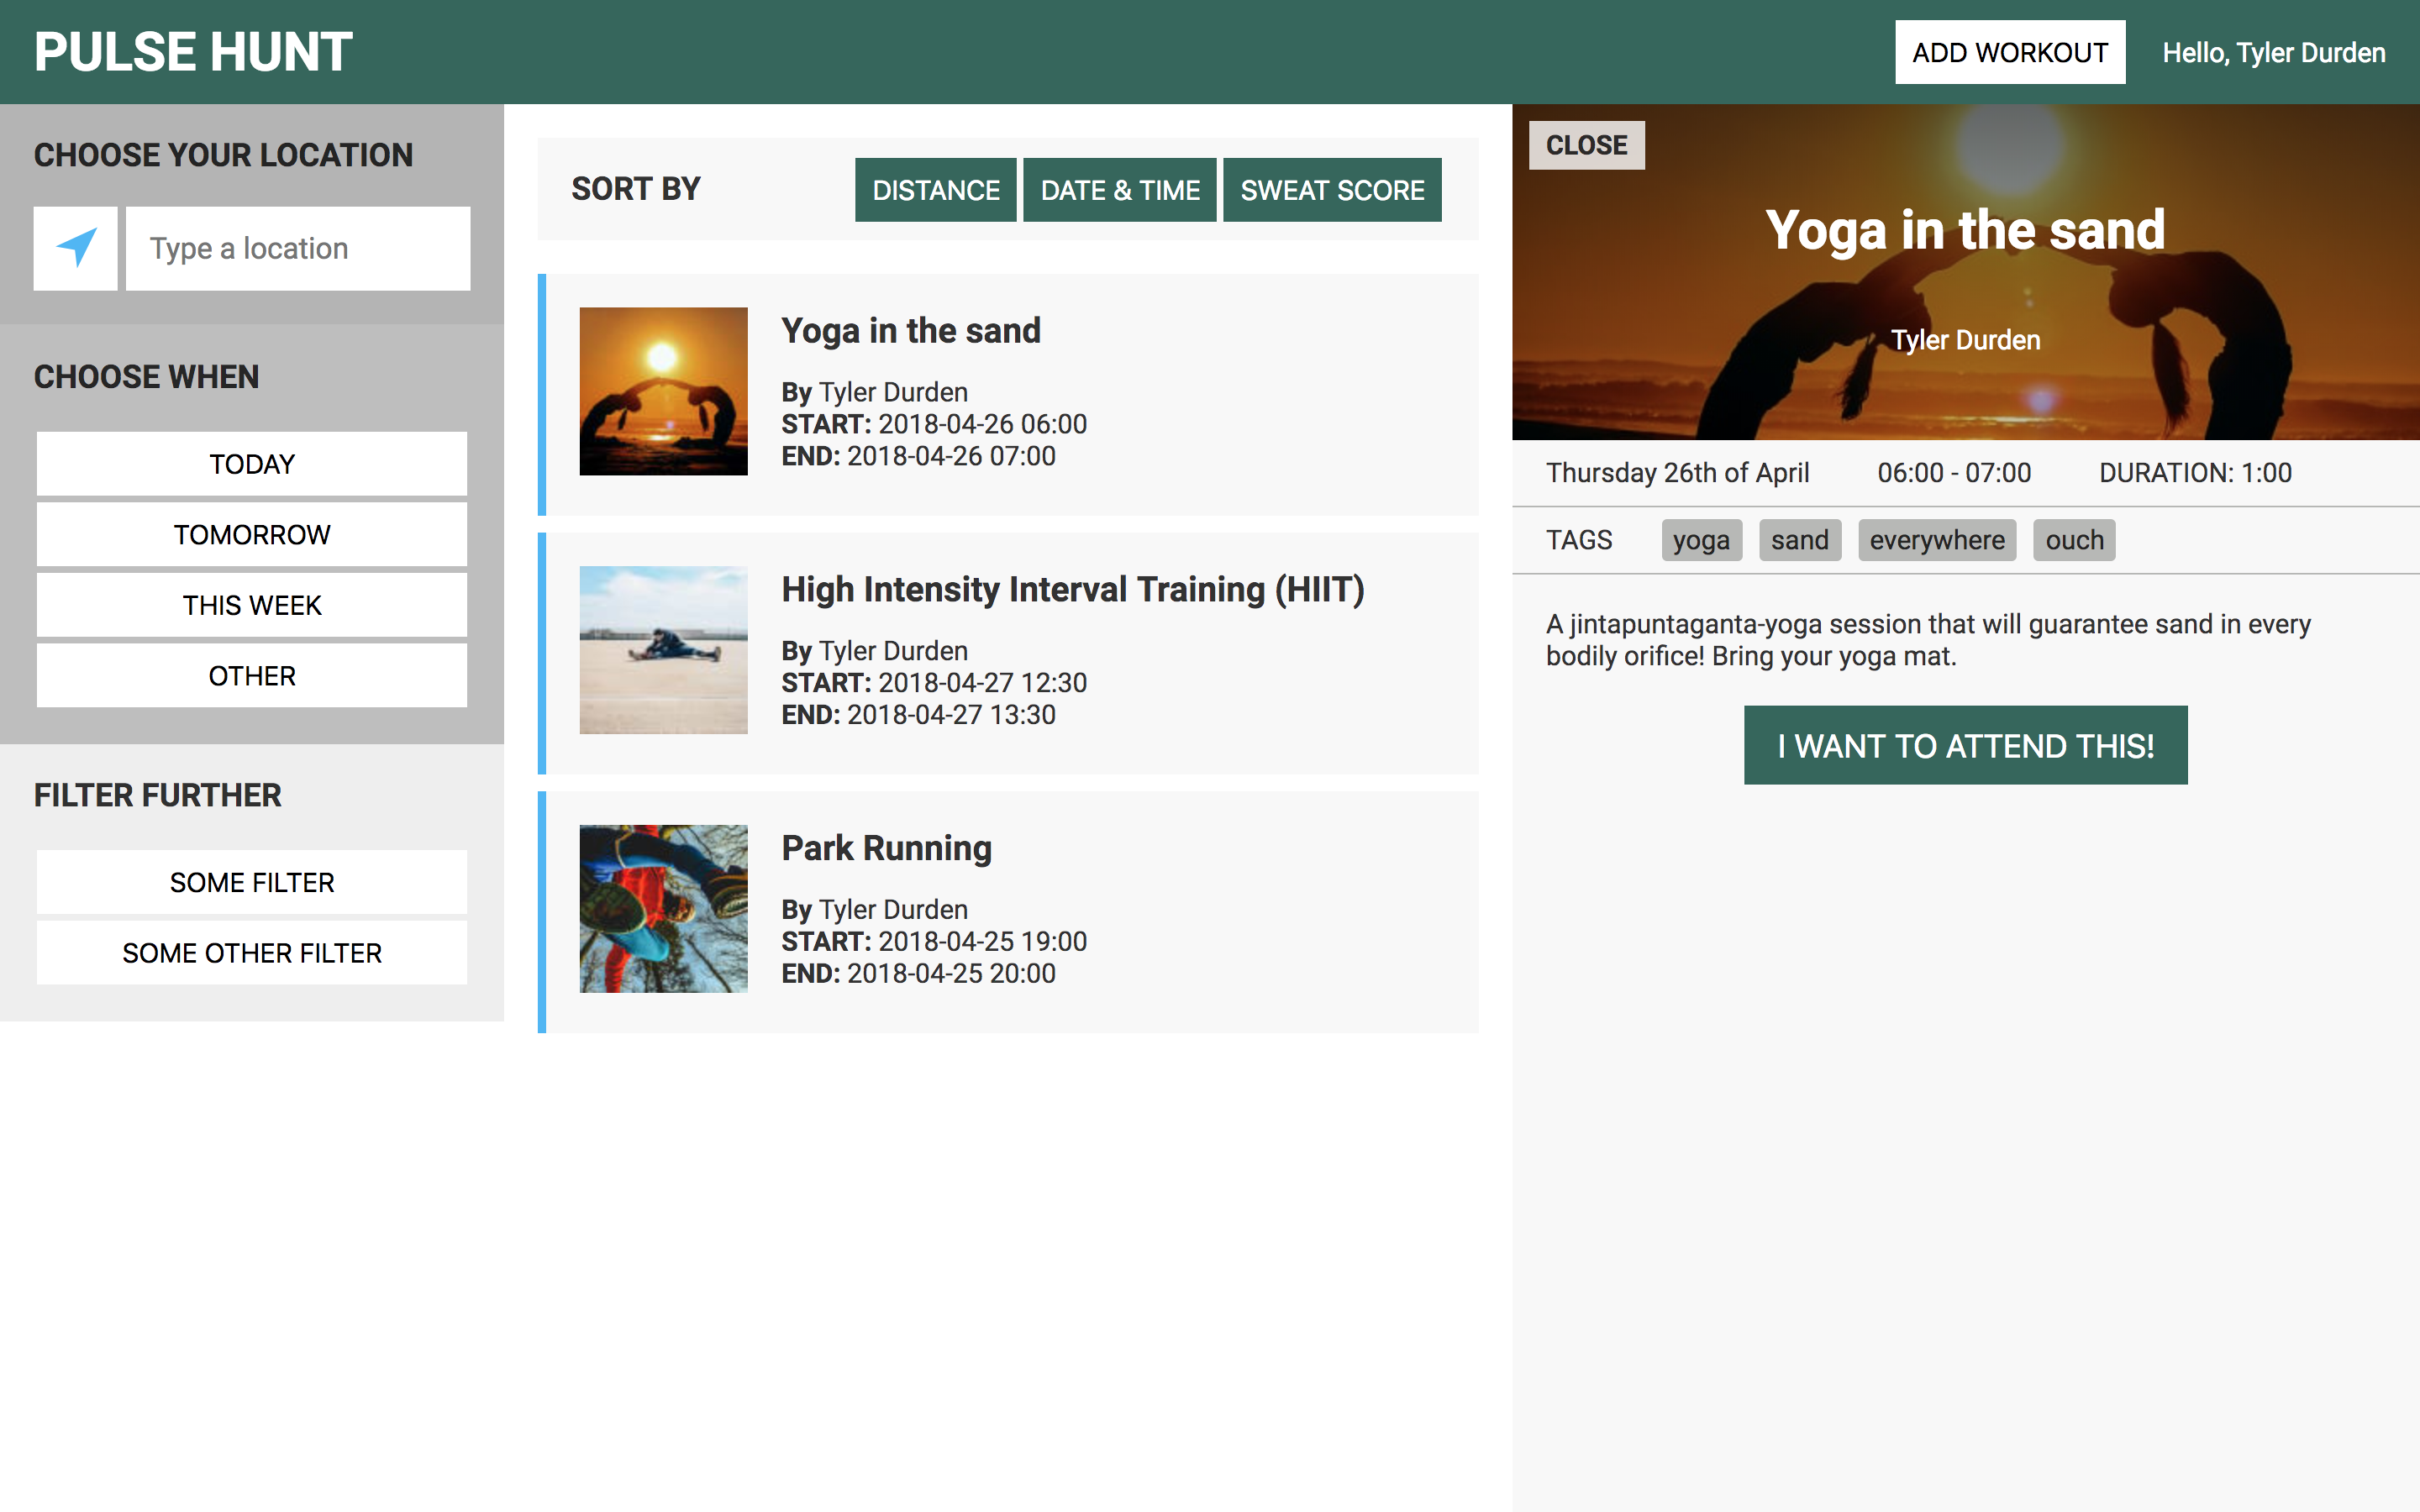 PULSE HUNT
ADD WORKOUT
Hello, Tyler Durden
CHOOSE YOUR LOCATION
Type a location
CHOOSE WHEN
TODAY
TOMORROW
THIS WEEK
OTHER
FILTER FURTHER
SOME FILTER
SOME OTHER FILTER
SORT BY
DISTANCE
DATE & TIME
SWEAT SCORE
Yoga in the sand
By Tyler Durden
START: 2018-04-26 06:00
END: 2018-04-26 07:00
High Intensity Interval Training (HIIT)
By Tyler Durden
START: 2018-04-27 12:30
END: 2018-04-27 13:30
Park Running
By Tyler Durden
START: 2018-04-25 19:00
END: 2018-04-25 20:00
CLOSE
Yoga in the sand
Tyler Durden
Thursday 26th of April 06:00 - 07:00 DURATION: 1:00
TAGS yoga sand everywhere ouch
A jintapuntaganta-yoga session that will guarantee sand in every
bodily orifice! Bring your yoga mat.
I WANT TO ATTEND THIS!